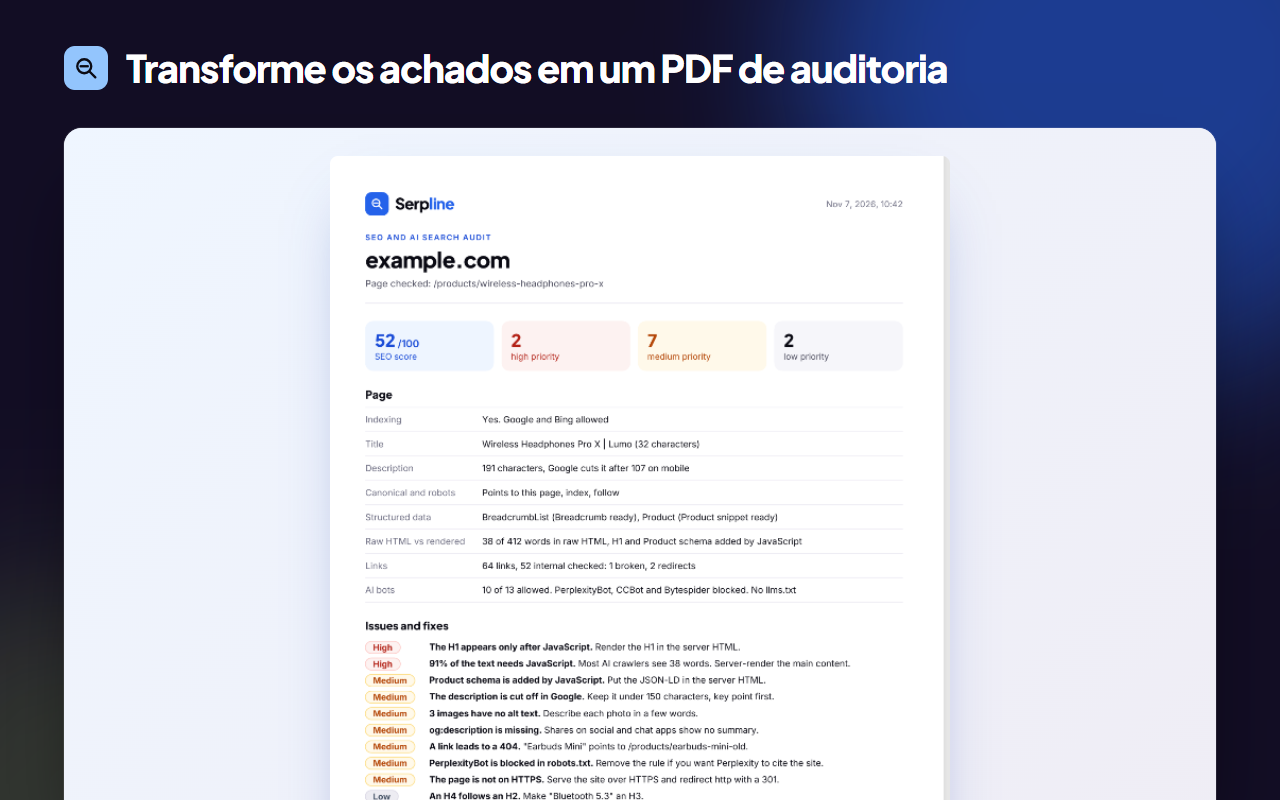 Transforme os achados em um PDF de auditoria
Serpline
Nov 7, 2026, 10:42
SEO AND AI SEARCH AUDIT
example.com
Page checked: /products/wireless-headphones-pro-x
52 /100
SEO score
2
high priority
7
medium priority
2
low priority
Page
Indexing Yes. Google and Bing allowed
Title Wireless Headphones Pro X | Lumo (32 characters)
Description 191 characters, Google cuts it after 107 on mobile
Canonical and robots Points to this page, index, follow
Structured data BreadcrumbList (Breadcrumb ready), Product (Product snippet ready)
Raw HTML vs rendered 38 of 412 words in raw HTML, H1 and Product schema added by JavaScript
Links 64 links, 52 internal checked: 1 broken, 2 redirects
AI bots 10 of 13 allowed. PerplexityBot, CCBot and Bytespider blocked. No llms.txt
Issues and fixes
High The H1 appears only after JavaScript. Render the H1 in the server HTML.
High 91% of the text needs JavaScript. Most AI crawlers see 38 words. Server-render the main content.
Medium Product schema is added by JavaScript. Put the JSON-LD in the server HTML.
Medium The description is cut off in Google. Keep it under 150 characters, key point first.
Medium 3 images have no alt text. Describe each photo in a few words.
Medium og:description is missing. Shares on social and chat apps show no summary.
Medium A link leads to a 404. "Earbuds Mini" points to /products/earbuds-mini-old.
Medium PerplexityBot is blocked in robots.txt. Remove the rule if you want Perplexity to cite the site.
Medium The page is not on HTTPS. Serve the site over HTTPS and redirect http with a 301.
Low An H4 follows an H2. Make "Bluetooth 5.3" an H3.